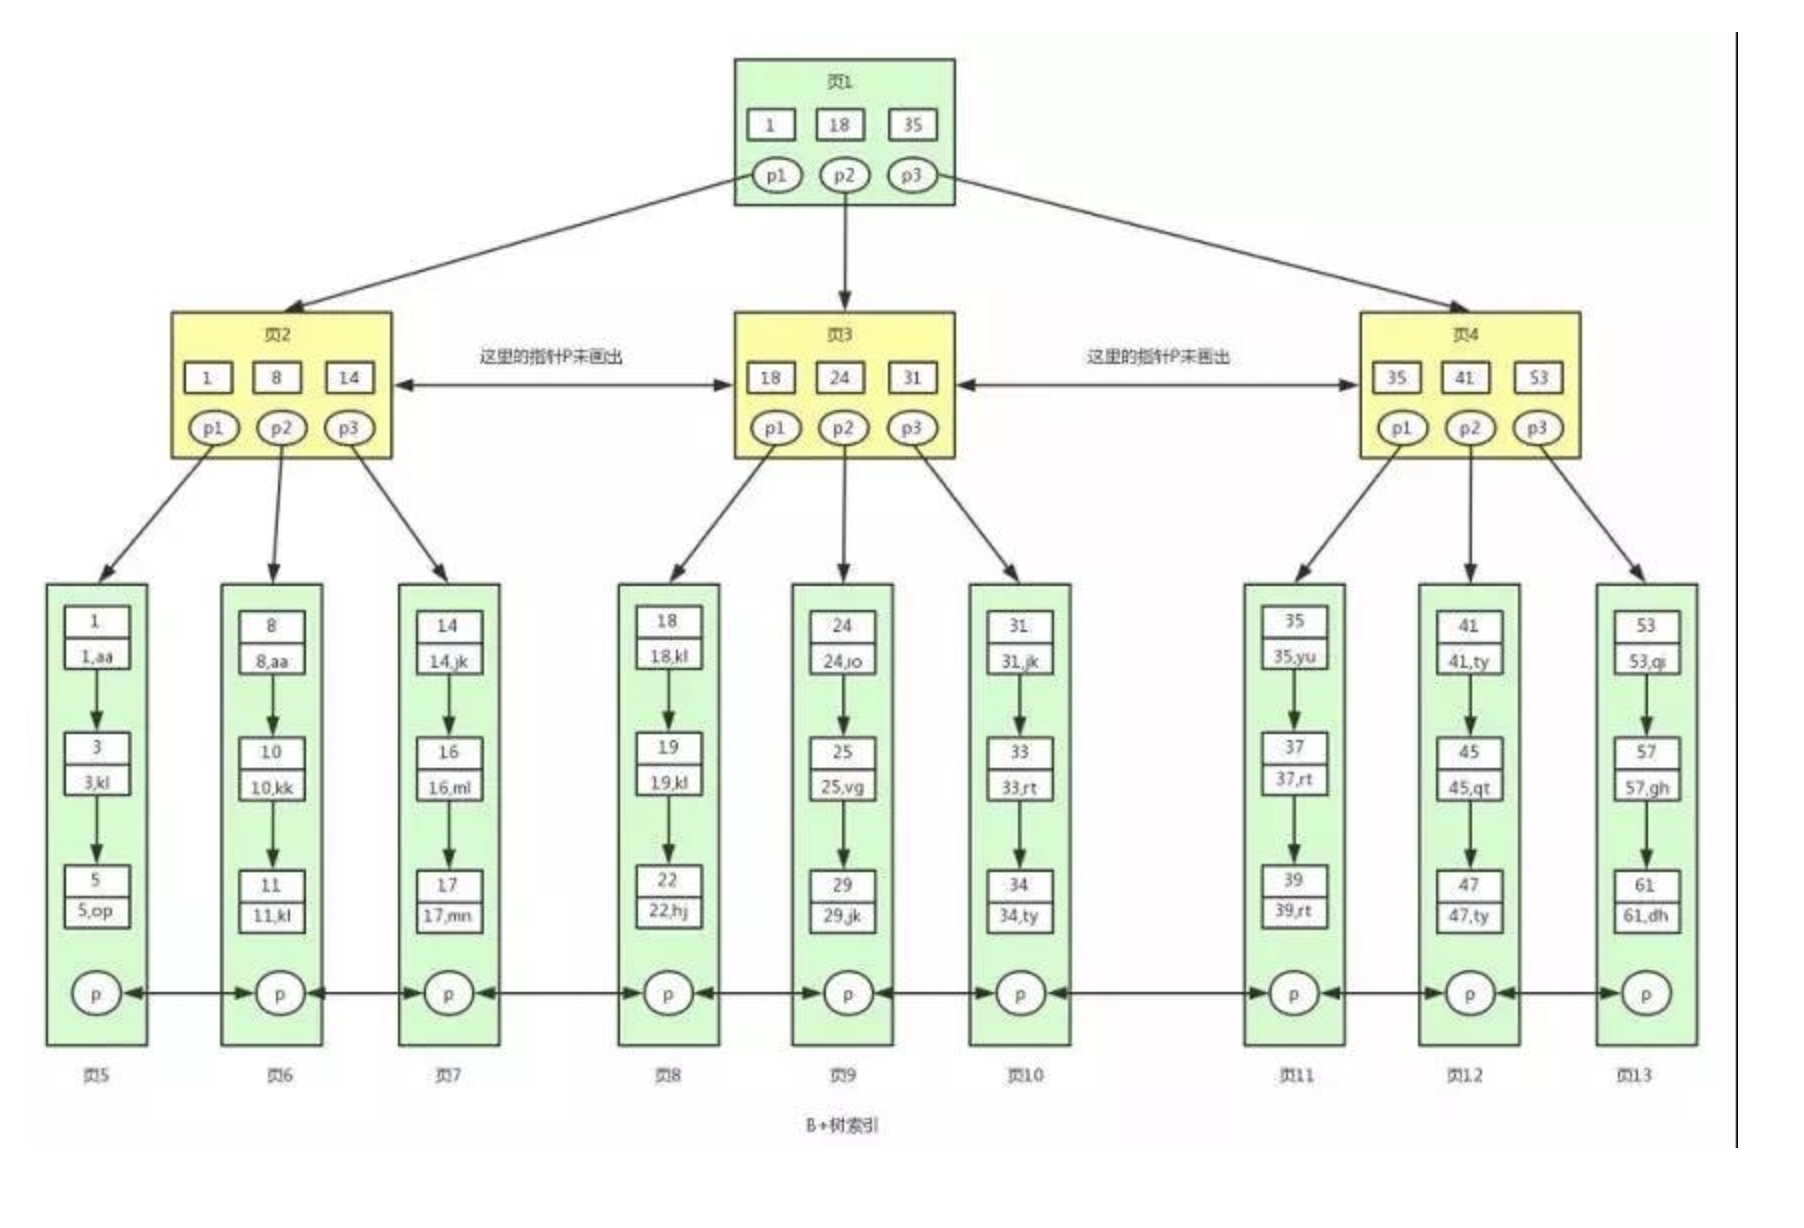 页1
1 18 35
p1 p2 p3
页2
1 8 14
p1 p2 p3
这里的指针P未画出
页3
18 24 31
p1 p2 p3
这里的指针P未画出
页4
35 41 53
p1 p2 p3
1
1,aa
3
3,kl
5
5,op
p
页5
8
8,aa
10
10,kk
11
11,kl
p
页6
14
14,jk
16
16,ml
17
17,mn
p
页7
18
18,kl
19
19,kl
22
22,hj
p
页8
24
24,io
25
25,vg
29
29,jk
p
页9
31
31,jk
33
33,rt
34
34,ty
p
页10
35
35,yu
37
37,rt
39
39,rt
p
页11
41
41,ty
45
45,qt
47
47,ty
p
页12
53
53,qi
57
57,gh
61
61,dh
p
页13
B+树索引